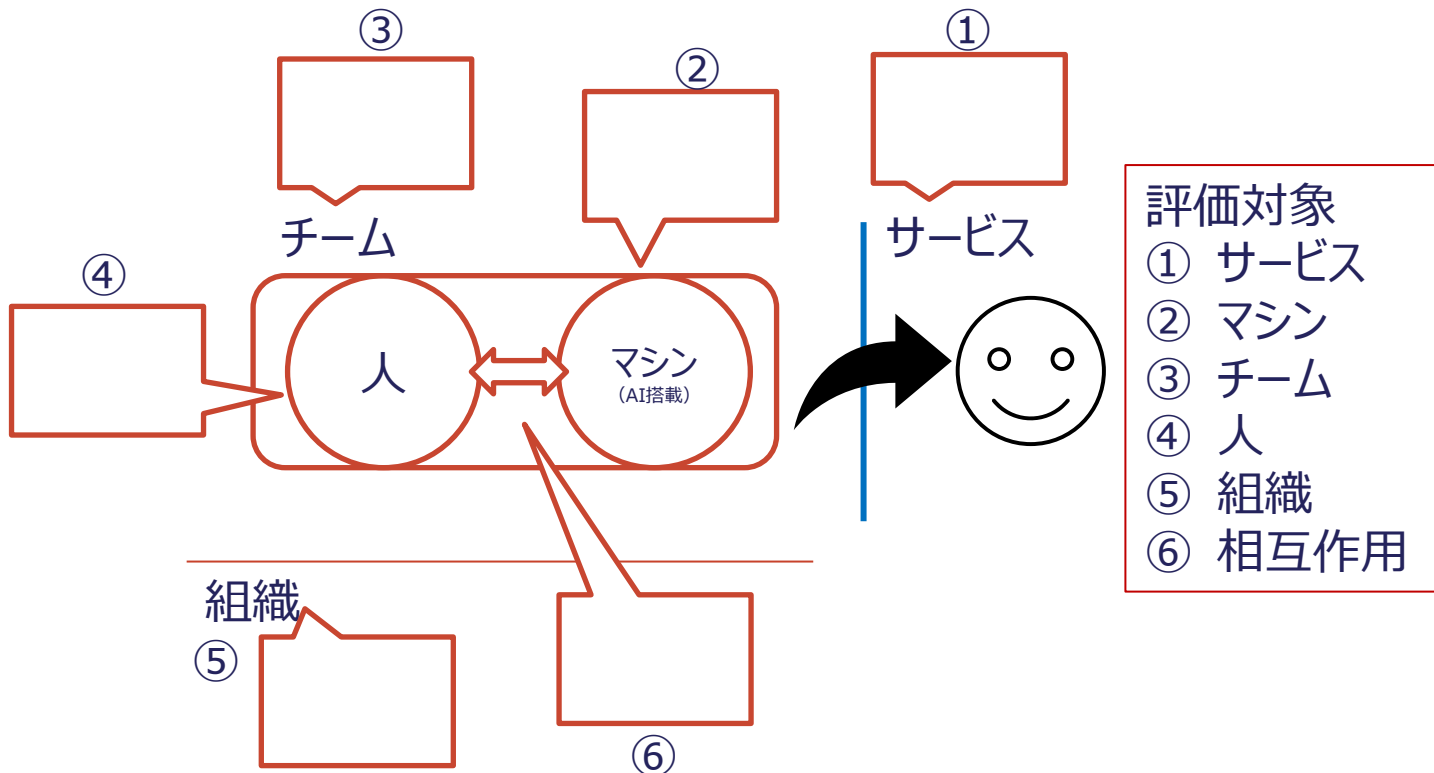 ③
①
②
チーム
サービス
④
人
マシン
（AI搭載）
組織
⑤
⑥
評価対象
① サービス
② マシン
③ チーム
④ 人
⑤ 組織
⑥ 相互作用